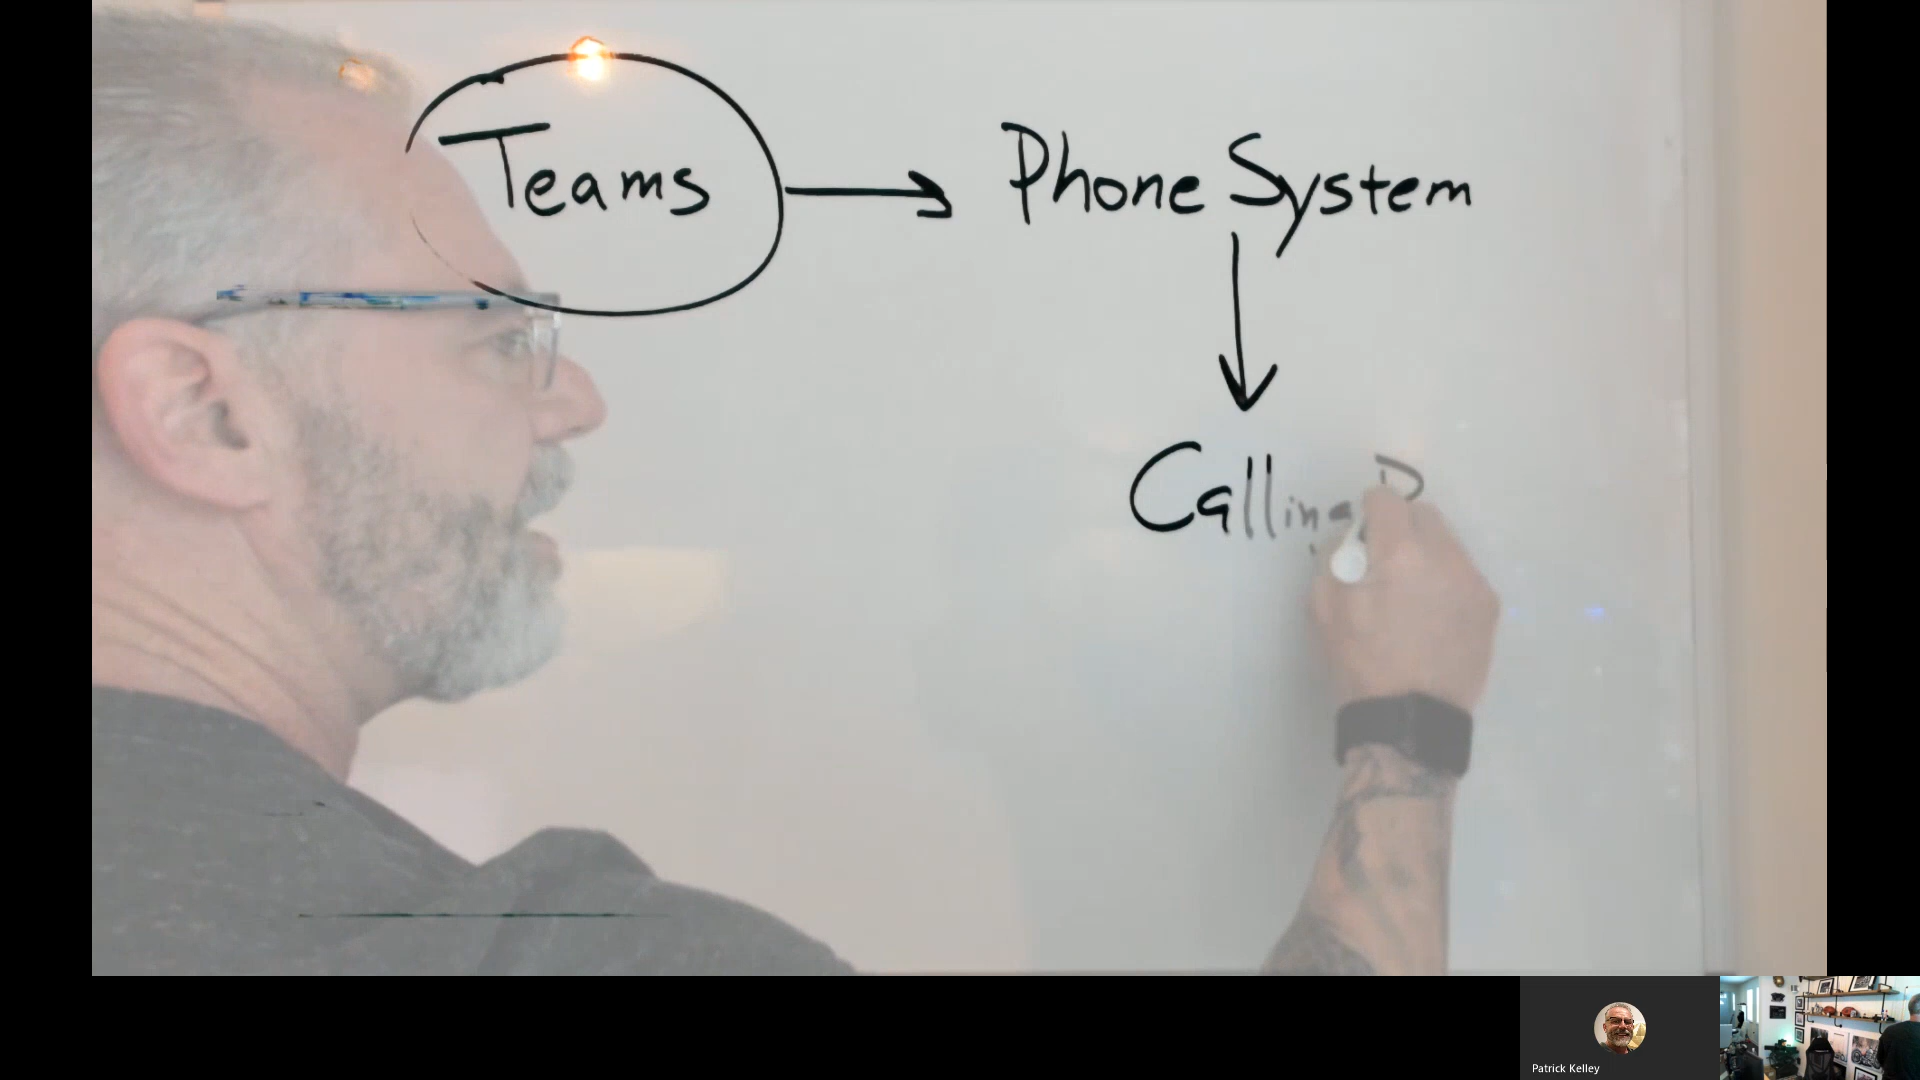 Teams → Phone System
↓
Calling P
Patrick Kelley